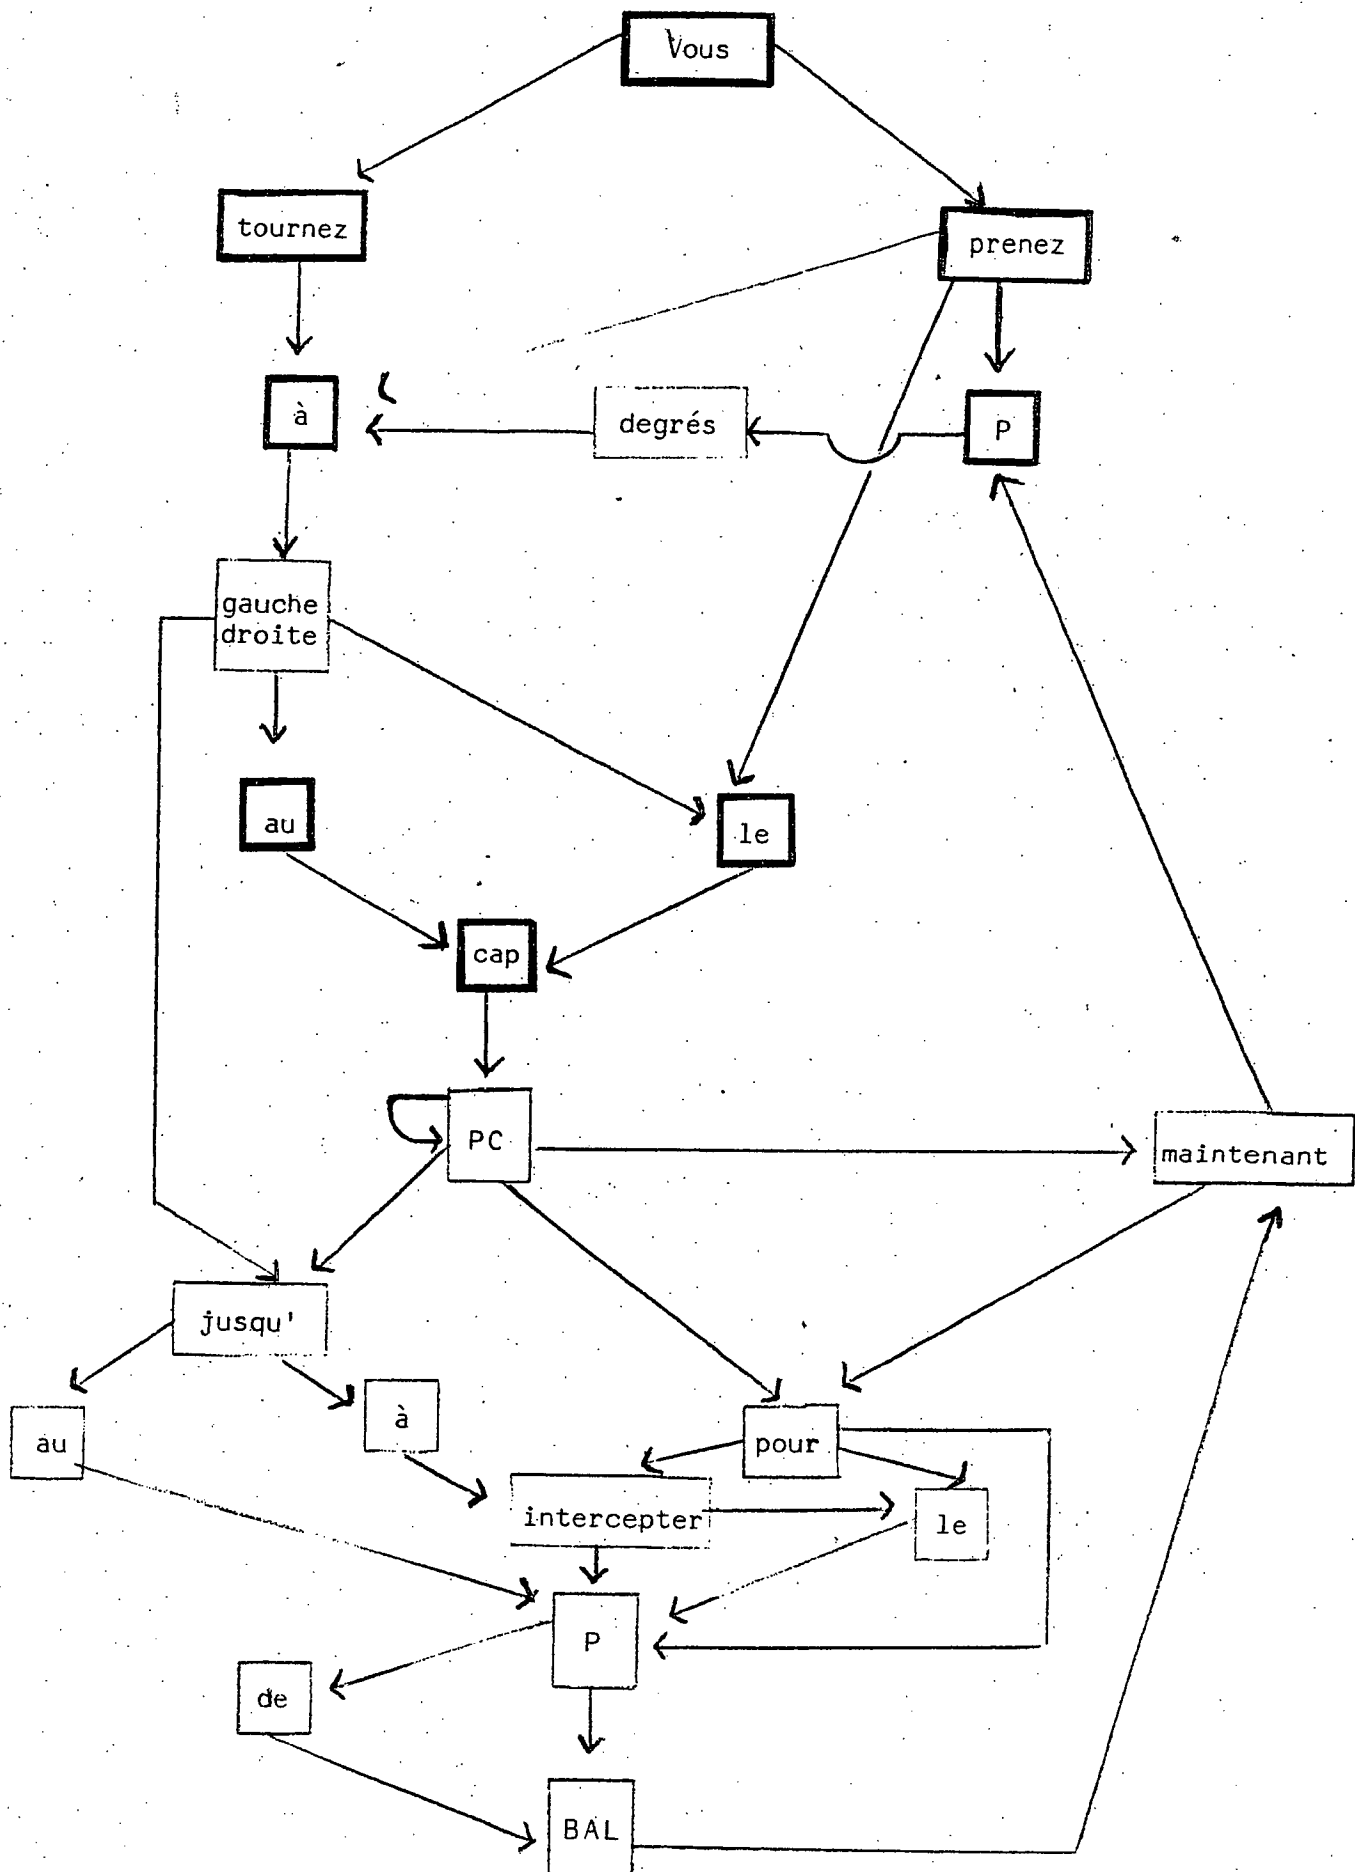 Vous
tournez
prenez
à
degrés
P
gauche
droite
au
le
cap
PC
maintenant
jusqu'
au
à
pour
intercepter
le
P
de
BAL